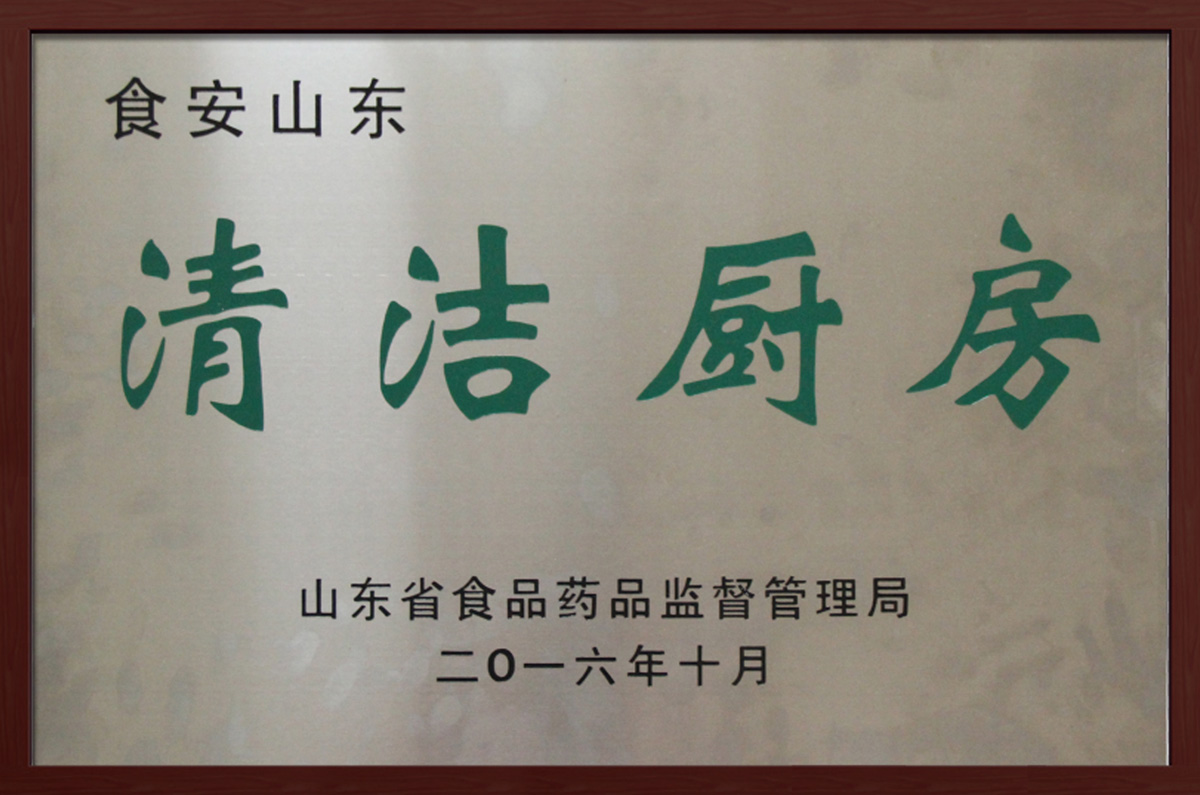 食安山东
清洁厨房
山东省食品药品监督管理局
二0一六年十月